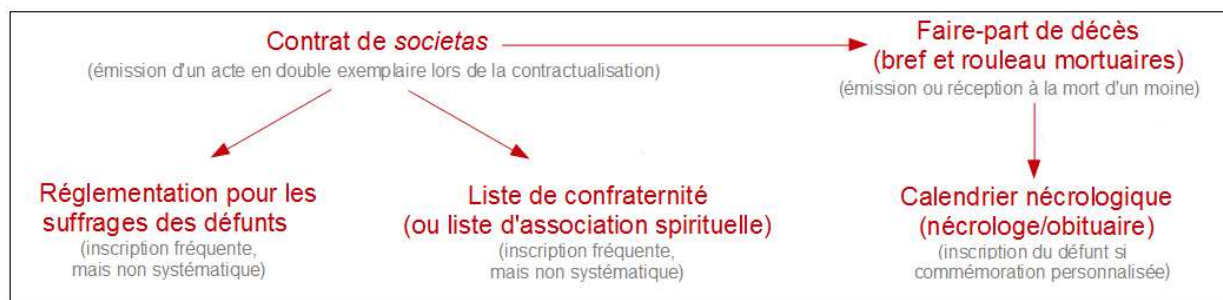 Contrat de societas
(émission d'un acte en double exemplaire lors de la contractualisation)
Faire-part de décès
(bref et rouleau mortuaires)
(émission ou réception à la mort d'un moine)
Réglementation pour les
suffrages des défunts
(inscription fréquente,
mais non systématique)
Liste de confraternité
(ou liste d'association spirituelle)
(inscription fréquente,
mais non systématique)
Calendrier nécrologique
(nécrologe/obituaire)
(inscription du défunt si
commémoration personnalisée)